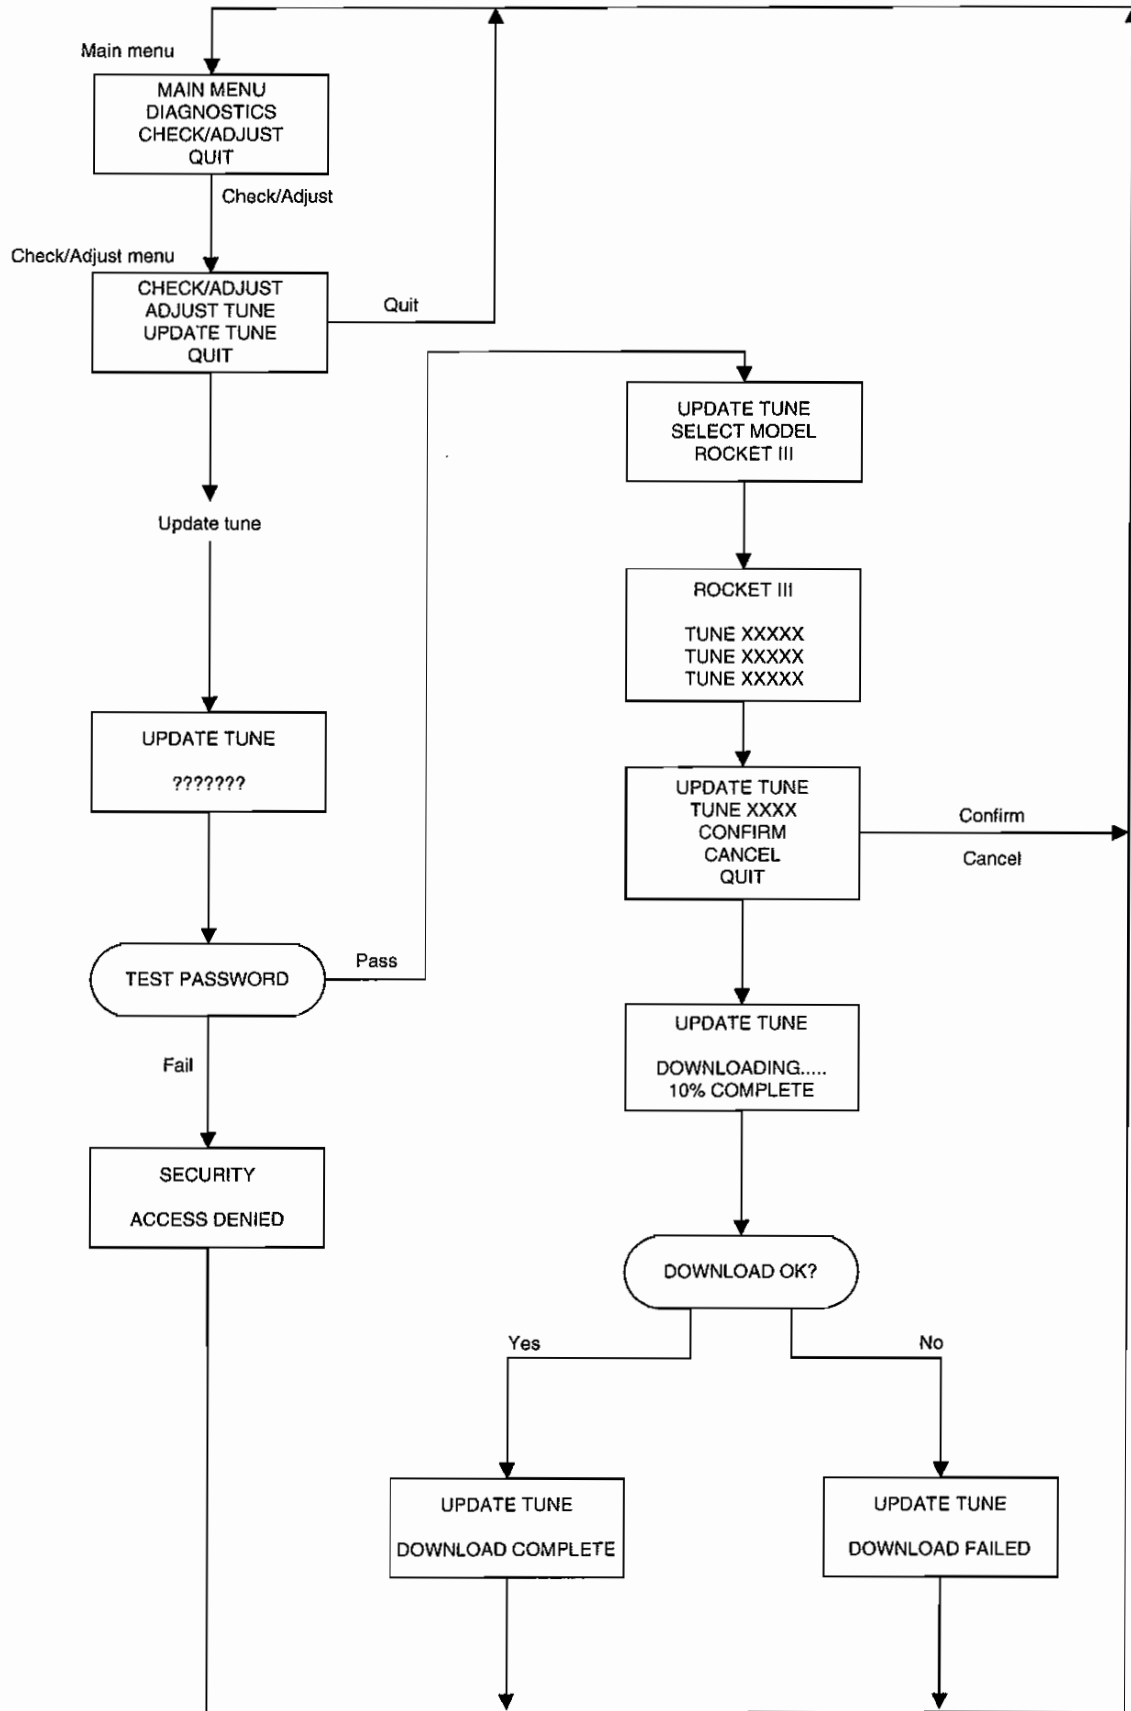 Main menu
MAIN MENU
DIAGNOSTICS
CHECK/ADJUST
QUIT
Check/Adjust
Check/Adjust menu
CHECK/ADJUST
ADJUST TUNE
UPDATE TUNE
QUIT
Quit
Update tune
UPDATE TUNE
???????
TEST PASSWORD
Pass
Fail
SECURITY
ACCESS DENIED
UPDATE TUNE
SELECT MODEL
ROCKET III
ROCKET III
TUNE XXXXX
TUNE XXXXX
TUNE XXXXX
UPDATE TUNE
TUNE XXXX
CONFIRM
CANCEL
QUIT
Confirm
Cancel
UPDATE TUNE
DOWNLOADING.....
10% COMPLETE
DOWNLOAD OK?
Yes
No
UPDATE TUNE
DOWNLOAD COMPLETE
UPDATE TUNE
DOWNLOAD FAILED